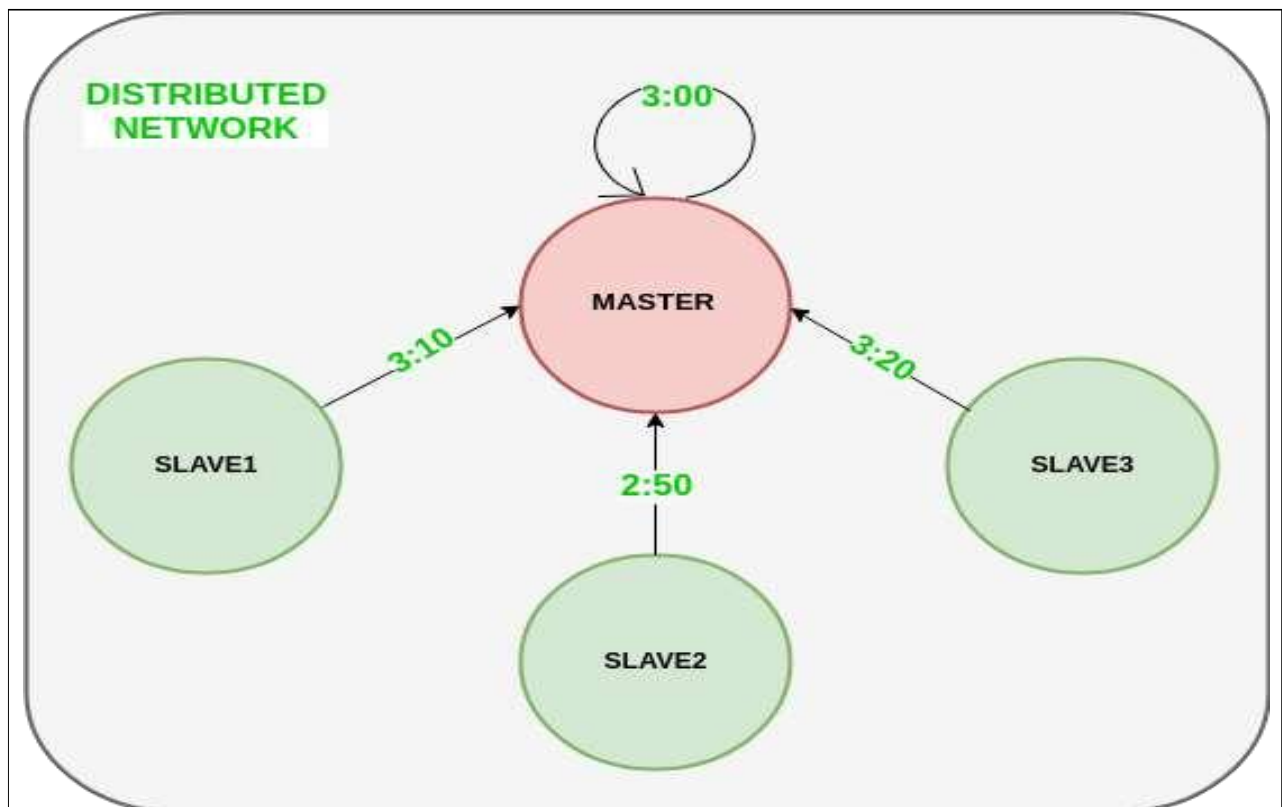 DISTRIBUTED
NETWORK
3:00
MASTER
3:10
3:20
SLAVE1
SLAVE3
2:50
SLAVE2